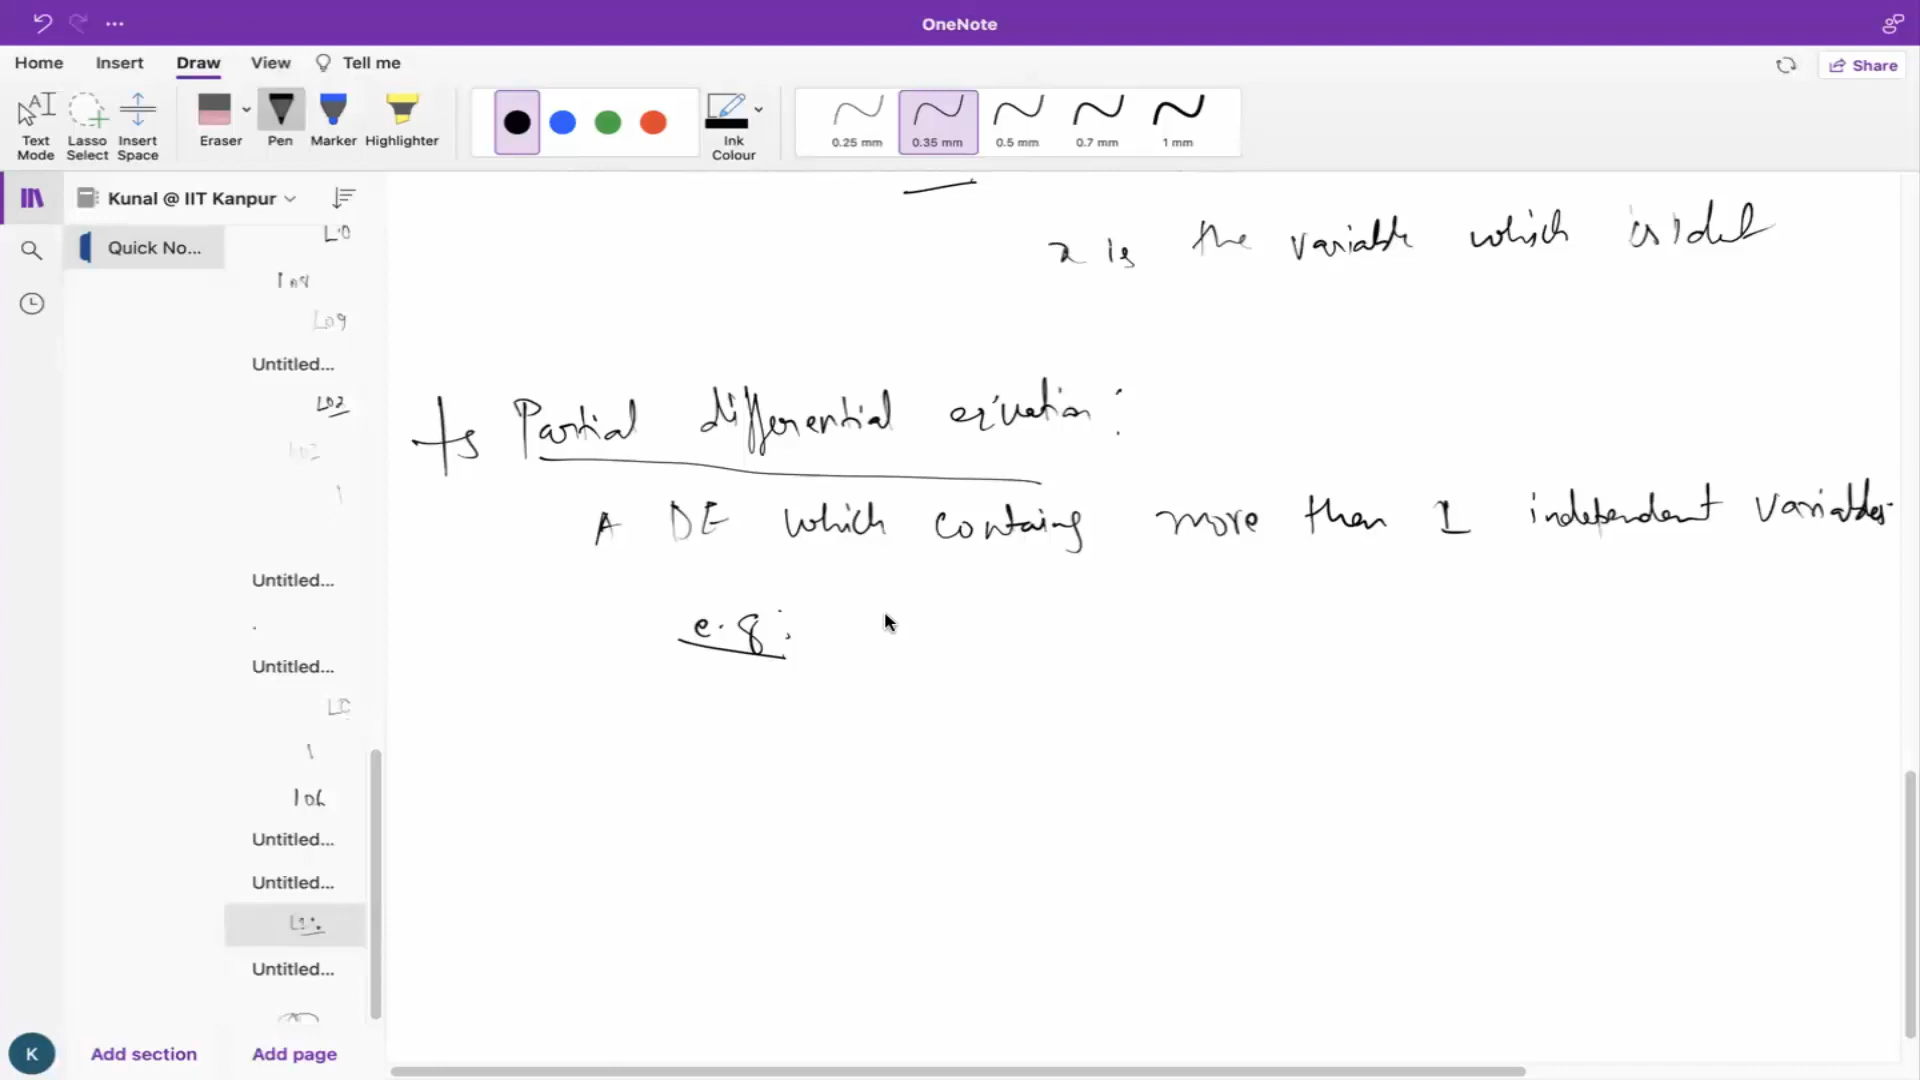 OneNote
Home Insert Draw View Tell me
Share
Text Mode
Lasso Select
Insert Space
Eraser
Pen
Marker
Highlighter
Ink Colour
0.25 mm
0.35 mm
0.5 mm
0.7 mm
1 mm
Kunal @ IIT Kanpur
Quick No...
L09
Untitled...
L02
Untitled...
Untitled...
L06
Untitled...
Untitled...
Untitled...
K
Add section
Add page
x is the variable which is
Partial differential equation:
A DE which contains more than 1 independent variables.
e.g: